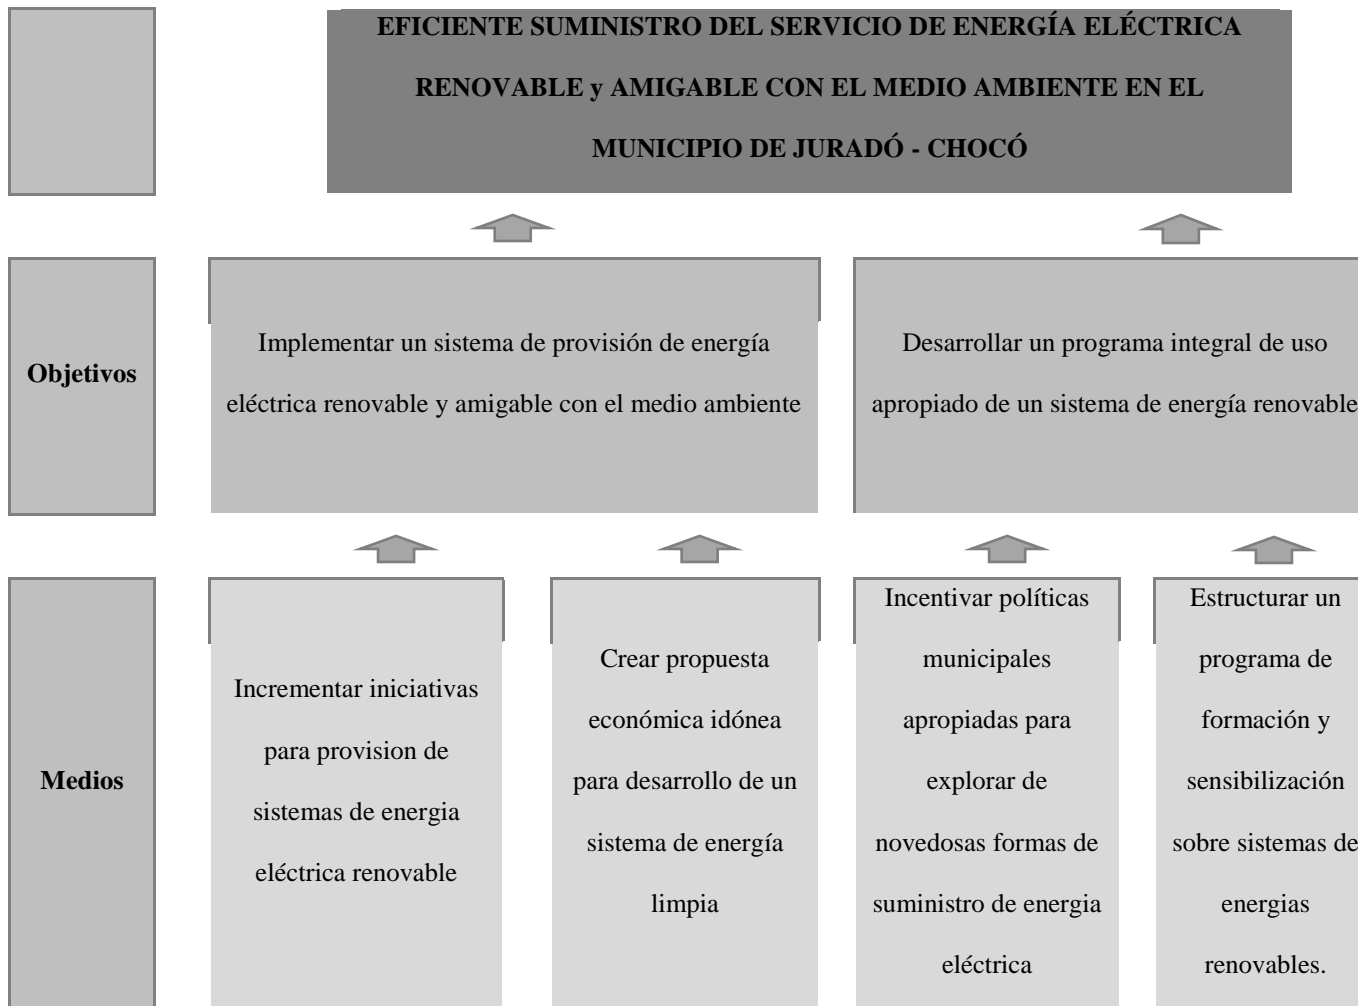 EFICIENTE SUMINISTRO DEL SERVICIO DE ENERGÍA ELÉCTRICA
RENOVABLE y AMIGABLE CON EL MEDIO AMBIENTE EN EL
MUNICIPIO DE JURADÓ - CHOCÓ
Objetivos
Implementar un sistema de provisión de energía
eléctrica renovable y amigable con el medio ambiente
Desarrollar un programa integral de uso
apropiado de un sistema de energía renovable
Medios
Incrementar iniciativas
para provision de
sistemas de energia
eléctrica renovable
Crear propuesta
económica idónea
para desarrollo de un
sistema de energía
limpia
Incentivar políticas
municipales
apropiadas para
explorar de
novedosas formas de
suministro de energia
eléctrica
Estructurar un
programa de
formación y
sensibilización
sobre sistemas de
energias
renovables.